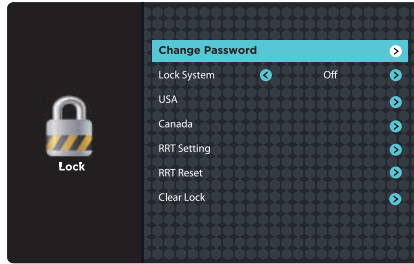 Lock
Change Password
Lock System Off
USA
Canada
RRT Setting
RRT Reset
Clear Lock